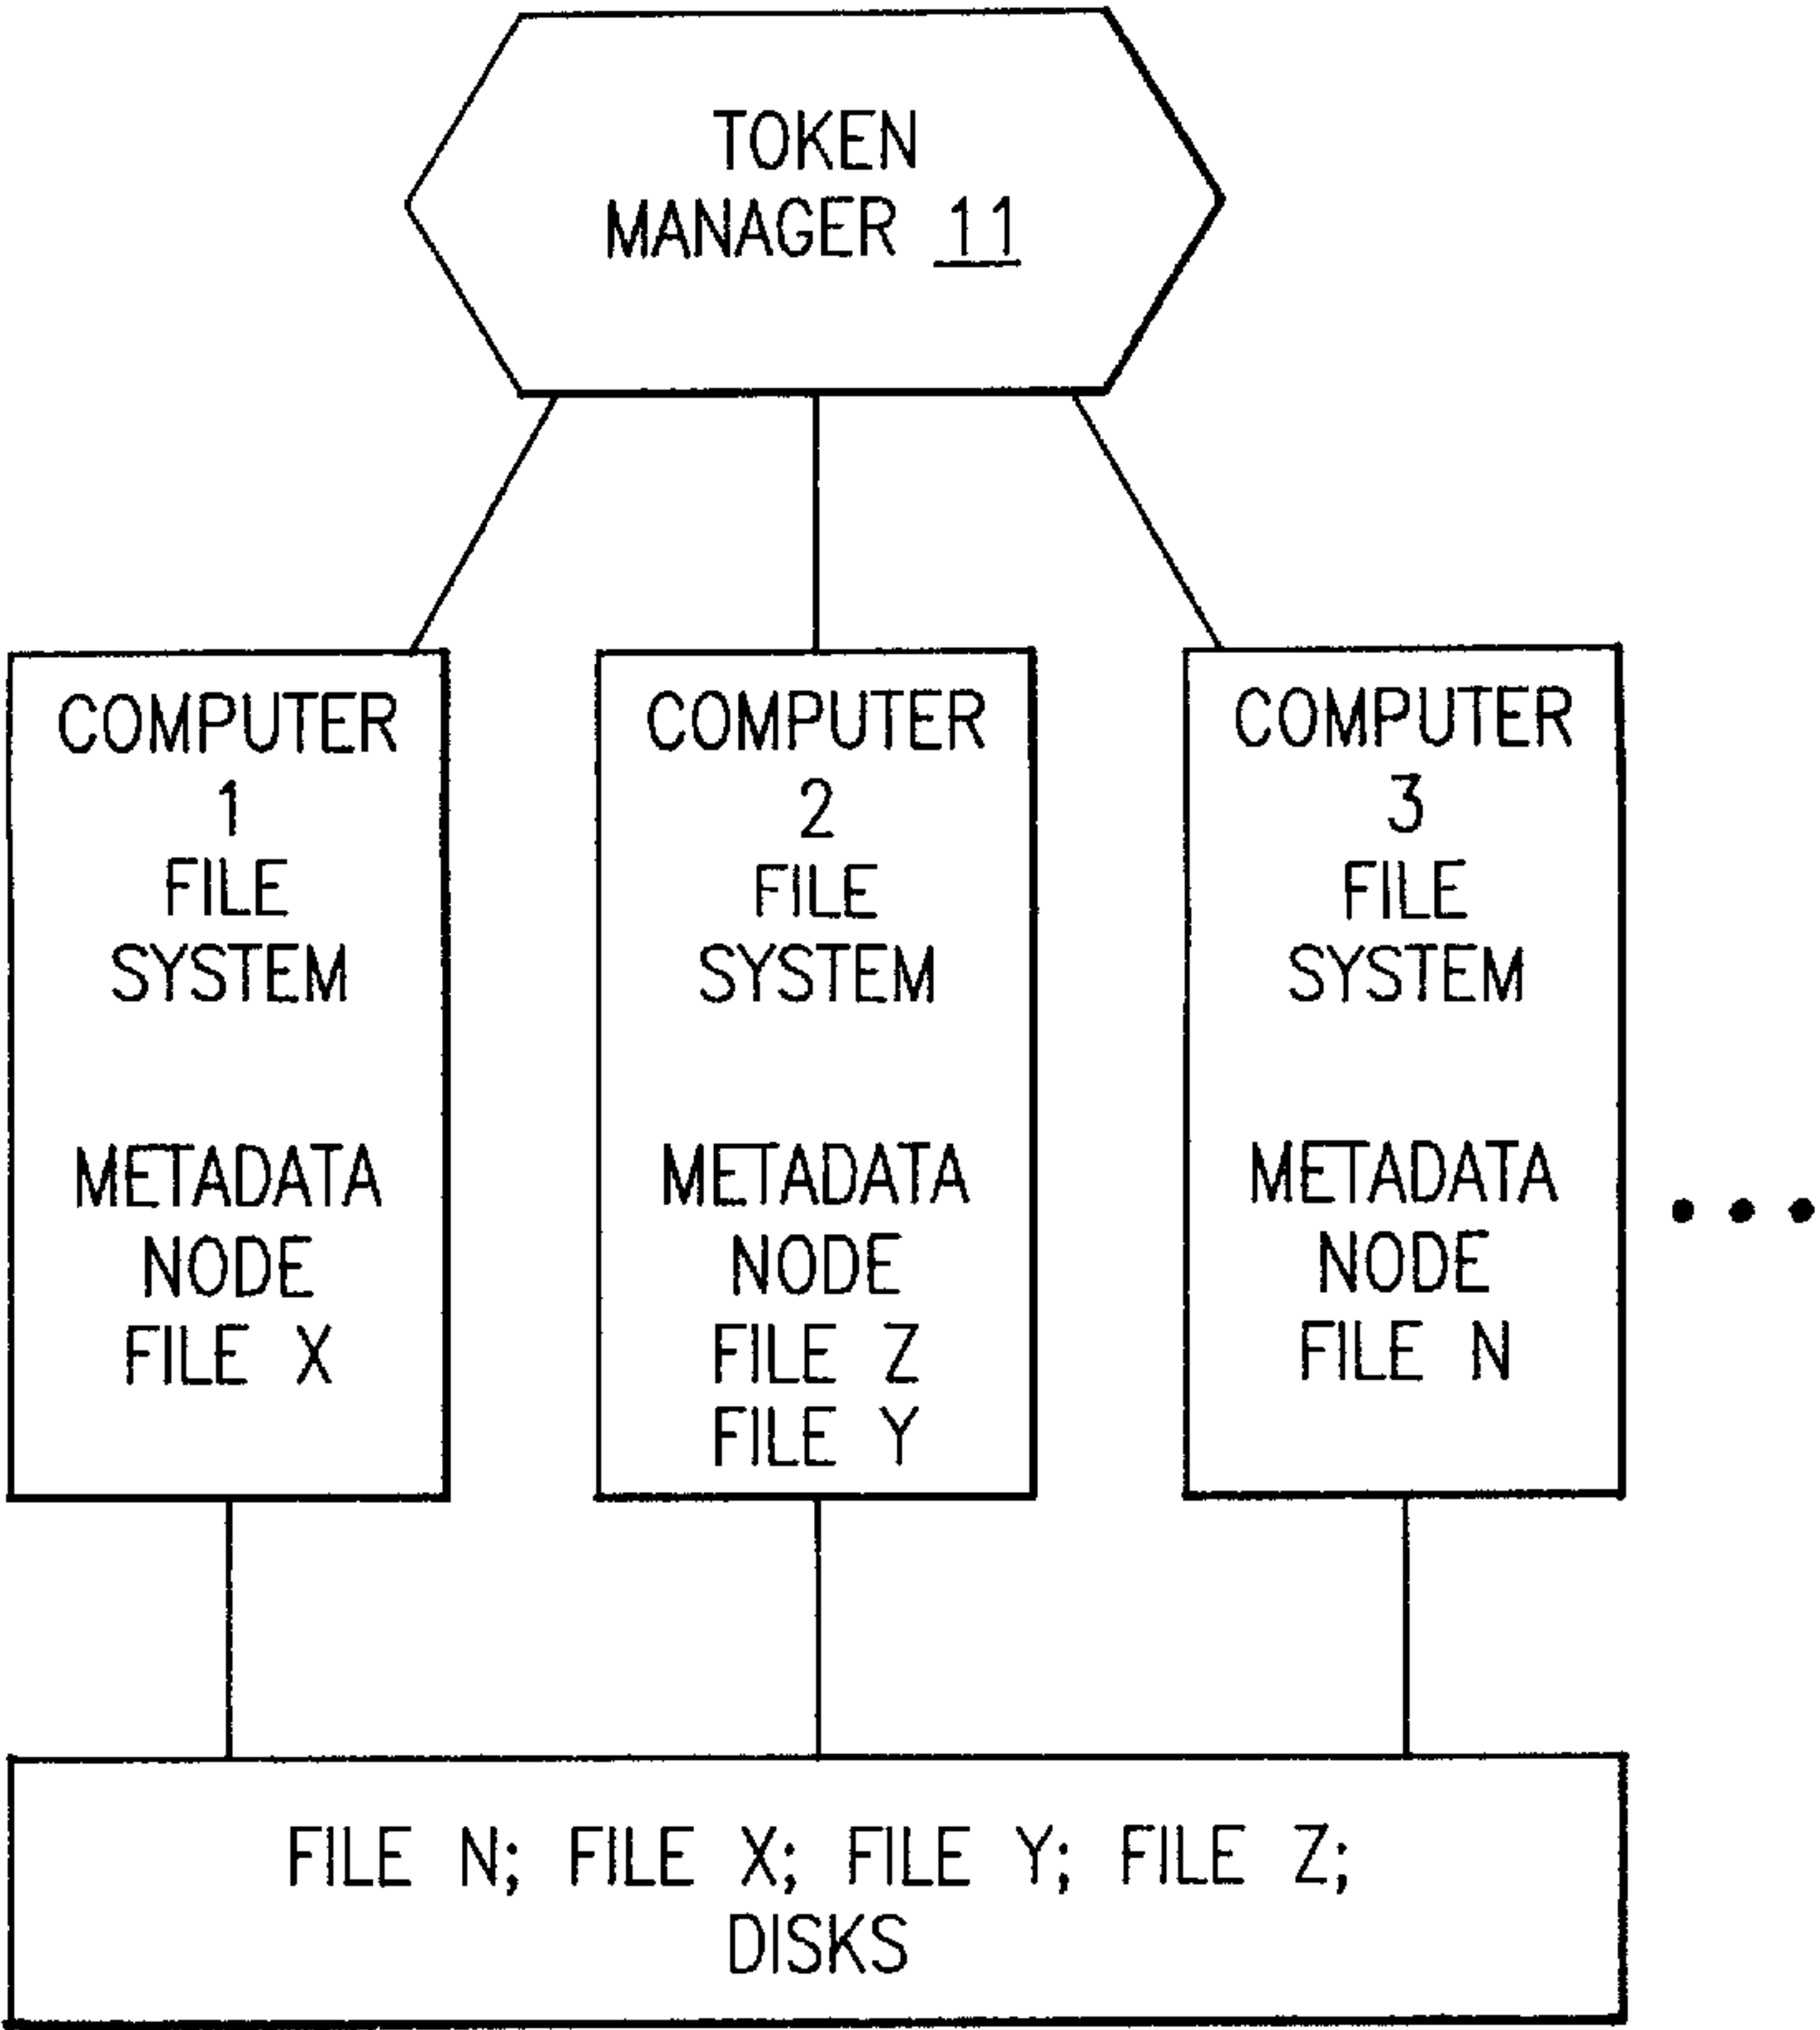 TOKEN
MANAGER 11
COMPUTER
1
FILE
SYSTEM
METADATA
NODE
FILE X
COMPUTER
2
FILE
SYSTEM
METADATA
NODE
FILE Z
FILE Y
COMPUTER
3
FILE
SYSTEM
METADATA
NODE
FILE N
FILE N; FILE X; FILE Y; FILE Z;
DISKS